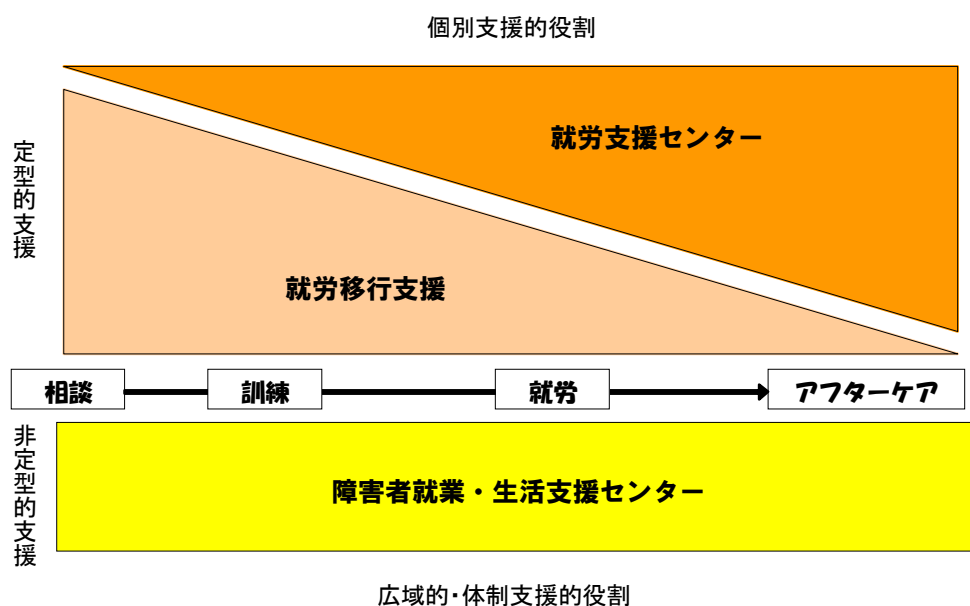 個別支援的役割
就労支援センター
定型的支援
就労移行支援
相談
訓練
就労
アフターケア
非定型的支援
障害者就業・生活支援センター
広域的・体制支援的役割